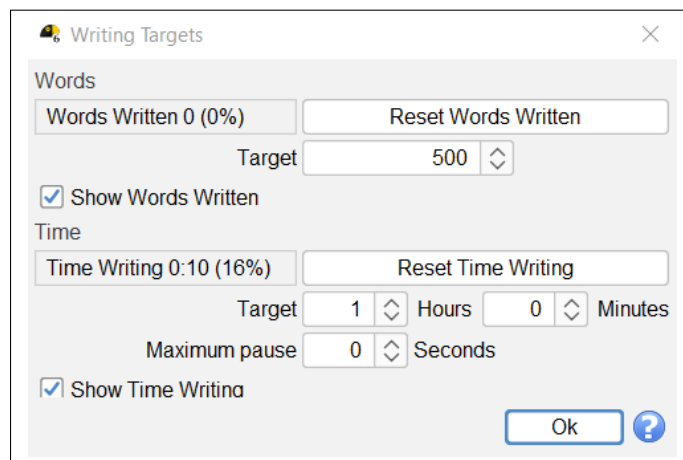 Writing Targets
Words
Words Written 0 (0%) Reset Words Written
Target 500
Show Words Written
Time
Time Writing 0:10 (16%) Reset Time Writing
Target 1 Hours 0 Minutes
Maximum pause 0 Seconds
Show Time Writing
Ok ?